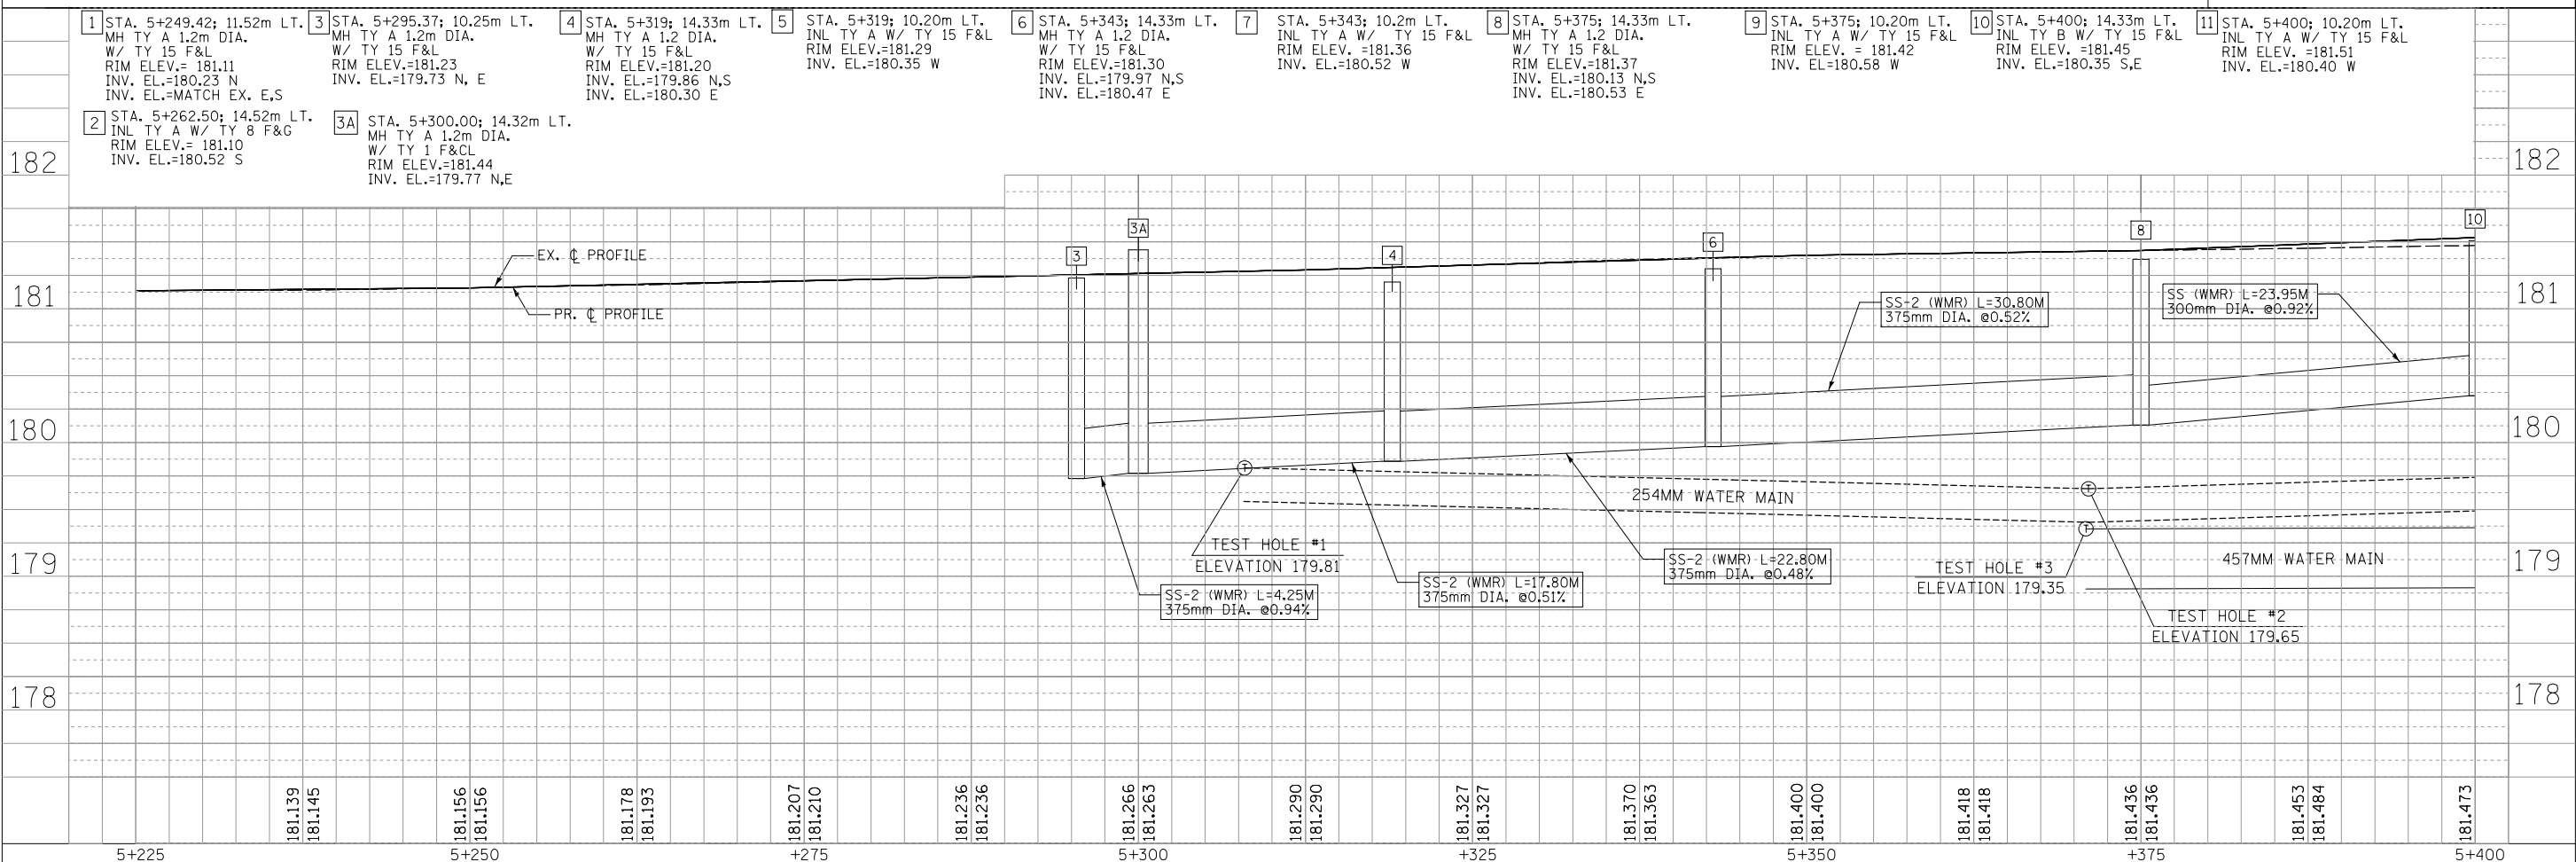 1 STA. 5+249.42; 11.52m LT.
MH TY A 1.2m DIA.
W/ TY 15 F&L
RIM ELEV.= 181.11
INV. EL.=180.23 N
INV. EL.=MATCH EX. E,S
2 STA. 5+262.50; 14.52m LT.
INL TY A W/ TY 8 F&G
RIM ELEV.= 181.10
INV. EL.=180.52 S
3 STA. 5+295.37; 10.25m LT.
MH TY A 1.2m DIA.
W/ TY 15 F&L
RIM ELEV.=181.23
INV. EL.=179.73 N, E
3A STA. 5+300.00; 14.32m LT.
MH TY A 1.2m DIA.
W/ TY 1 F&CL
RIM ELEV.=181.44
INV. EL.=179.77 N,E
4 STA. 5+319; 14.33m LT.
MH TY A 1.2 DIA.
W/ TY 15 F&L
RIM ELEV.=181.20
INV. EL.=179.86 N,S
INV. EL.=180.30 E
5 STA. 5+319; 10.20m LT.
INL TY A W/ TY 15 F&L
RIM ELEV.=181.29
INV. EL.=180.35 W
6 STA. 5+343; 14.33m LT.
MH TY A 1.2 DIA.
W/ TY 15 F&L
RIM ELEV.=181.30
INV. EL.=179.97 N,S
INV. EL.=180.47 E
7 STA. 5+343; 10.2m LT.
INL TY A W/ TY 15 F&L
RIM ELEV. =181.36
INV. EL.=180.52 W
8 STA. 5+375; 14.33m LT.
MH TY A 1.2 DIA.
W/ TY 15 F&L
RIM ELEV.=181.37
INV. EL.=180.13 N,S
INV. EL.=180.53 E
9 STA. 5+375; 10.20m LT.
INL TY A W/ TY 15 F&L
RIM ELEV. = 181.42
INV. EL.=180.58 W
10 STA. 5+400; 14.33m LT.
INL TY B W/ TY 15 F&L
RIM ELEV. =181.45
INV. EL.=180.35 S,E
11 STA. 5+400; 10.20m LT.
INL TY A W/ TY 15 F&L
RIM ELEV. =181.51
INV. EL.=180.40 W
182
182
3
3A
4
6
8
10
EX. ℄ PROFILE
PR. ℄ PROFILE
181
181
SS-2 (WMR) L=30.80M
375mm DIA. @0.52%
SS (WMR) L=23.95M
300mm DIA. @0.92%
180
180
T
T
T
254MM WATER MAIN
TEST HOLE #1
ELEVATION 179.81
179
179
SS-2 (WMR) L=4.25M
375mm DIA. @0.94%
SS-2 (WMR) L=17.80M
375mm DIA. @0.51%
SS-2 (WMR) L=22.80M
375mm DIA. @0.48%
TEST HOLE #3
ELEVATION 179.35
457MM WATER MAIN
TEST HOLE #2
ELEVATION 179.65
178
178
181.139
181.145
181.156
181.156
181.178
181.193
181.207
181.210
181.236
181.236
181.266
181.263
181.290
181.290
181.327
181.327
181.370
181.363
181.400
181.400
181.418
181.418
181.436
181.436
181.453
181.484
181.473
5+225
5+250
+275
5+300
+325
5+350
+375
5+400